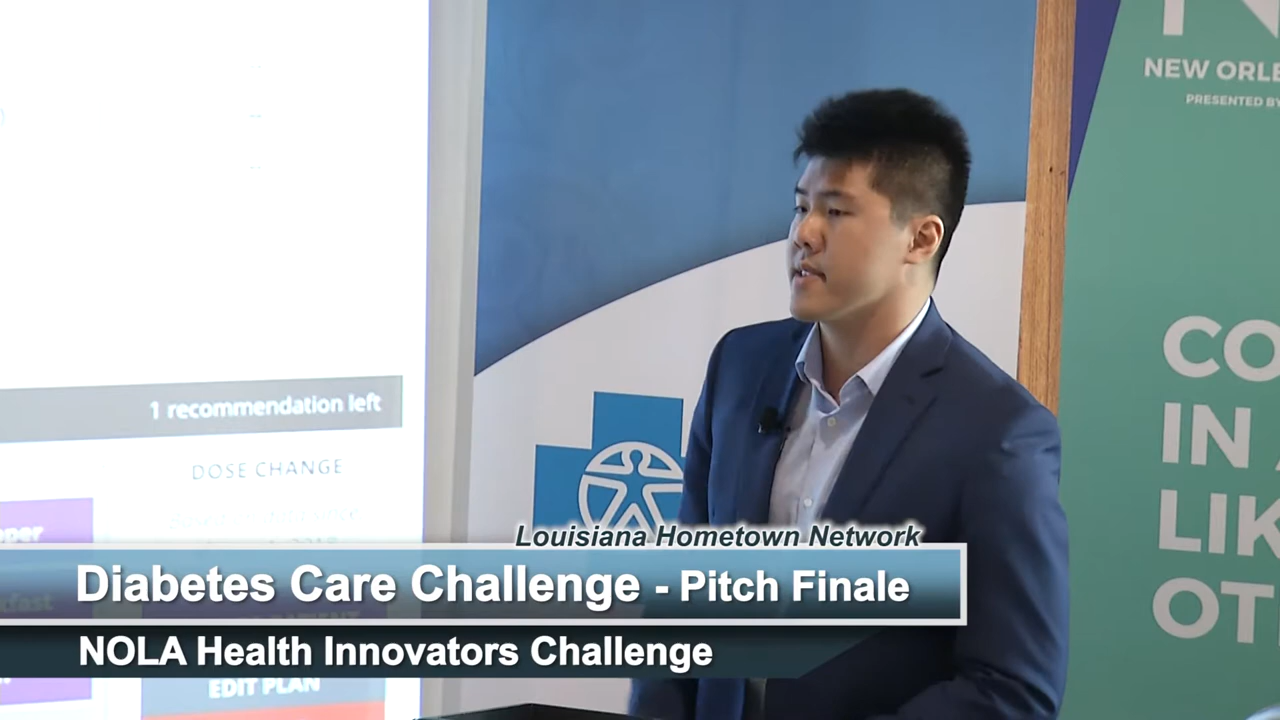 NEW ORLE
PRESENTED BY
1 recommendation left
DOSE CHANGE
CO
IN A
LIK
OT
Louisiana Hometown Network
Diabetes Care Challenge - Pitch Finale
NOLA Health Innovators Challenge
EDIT PLAN